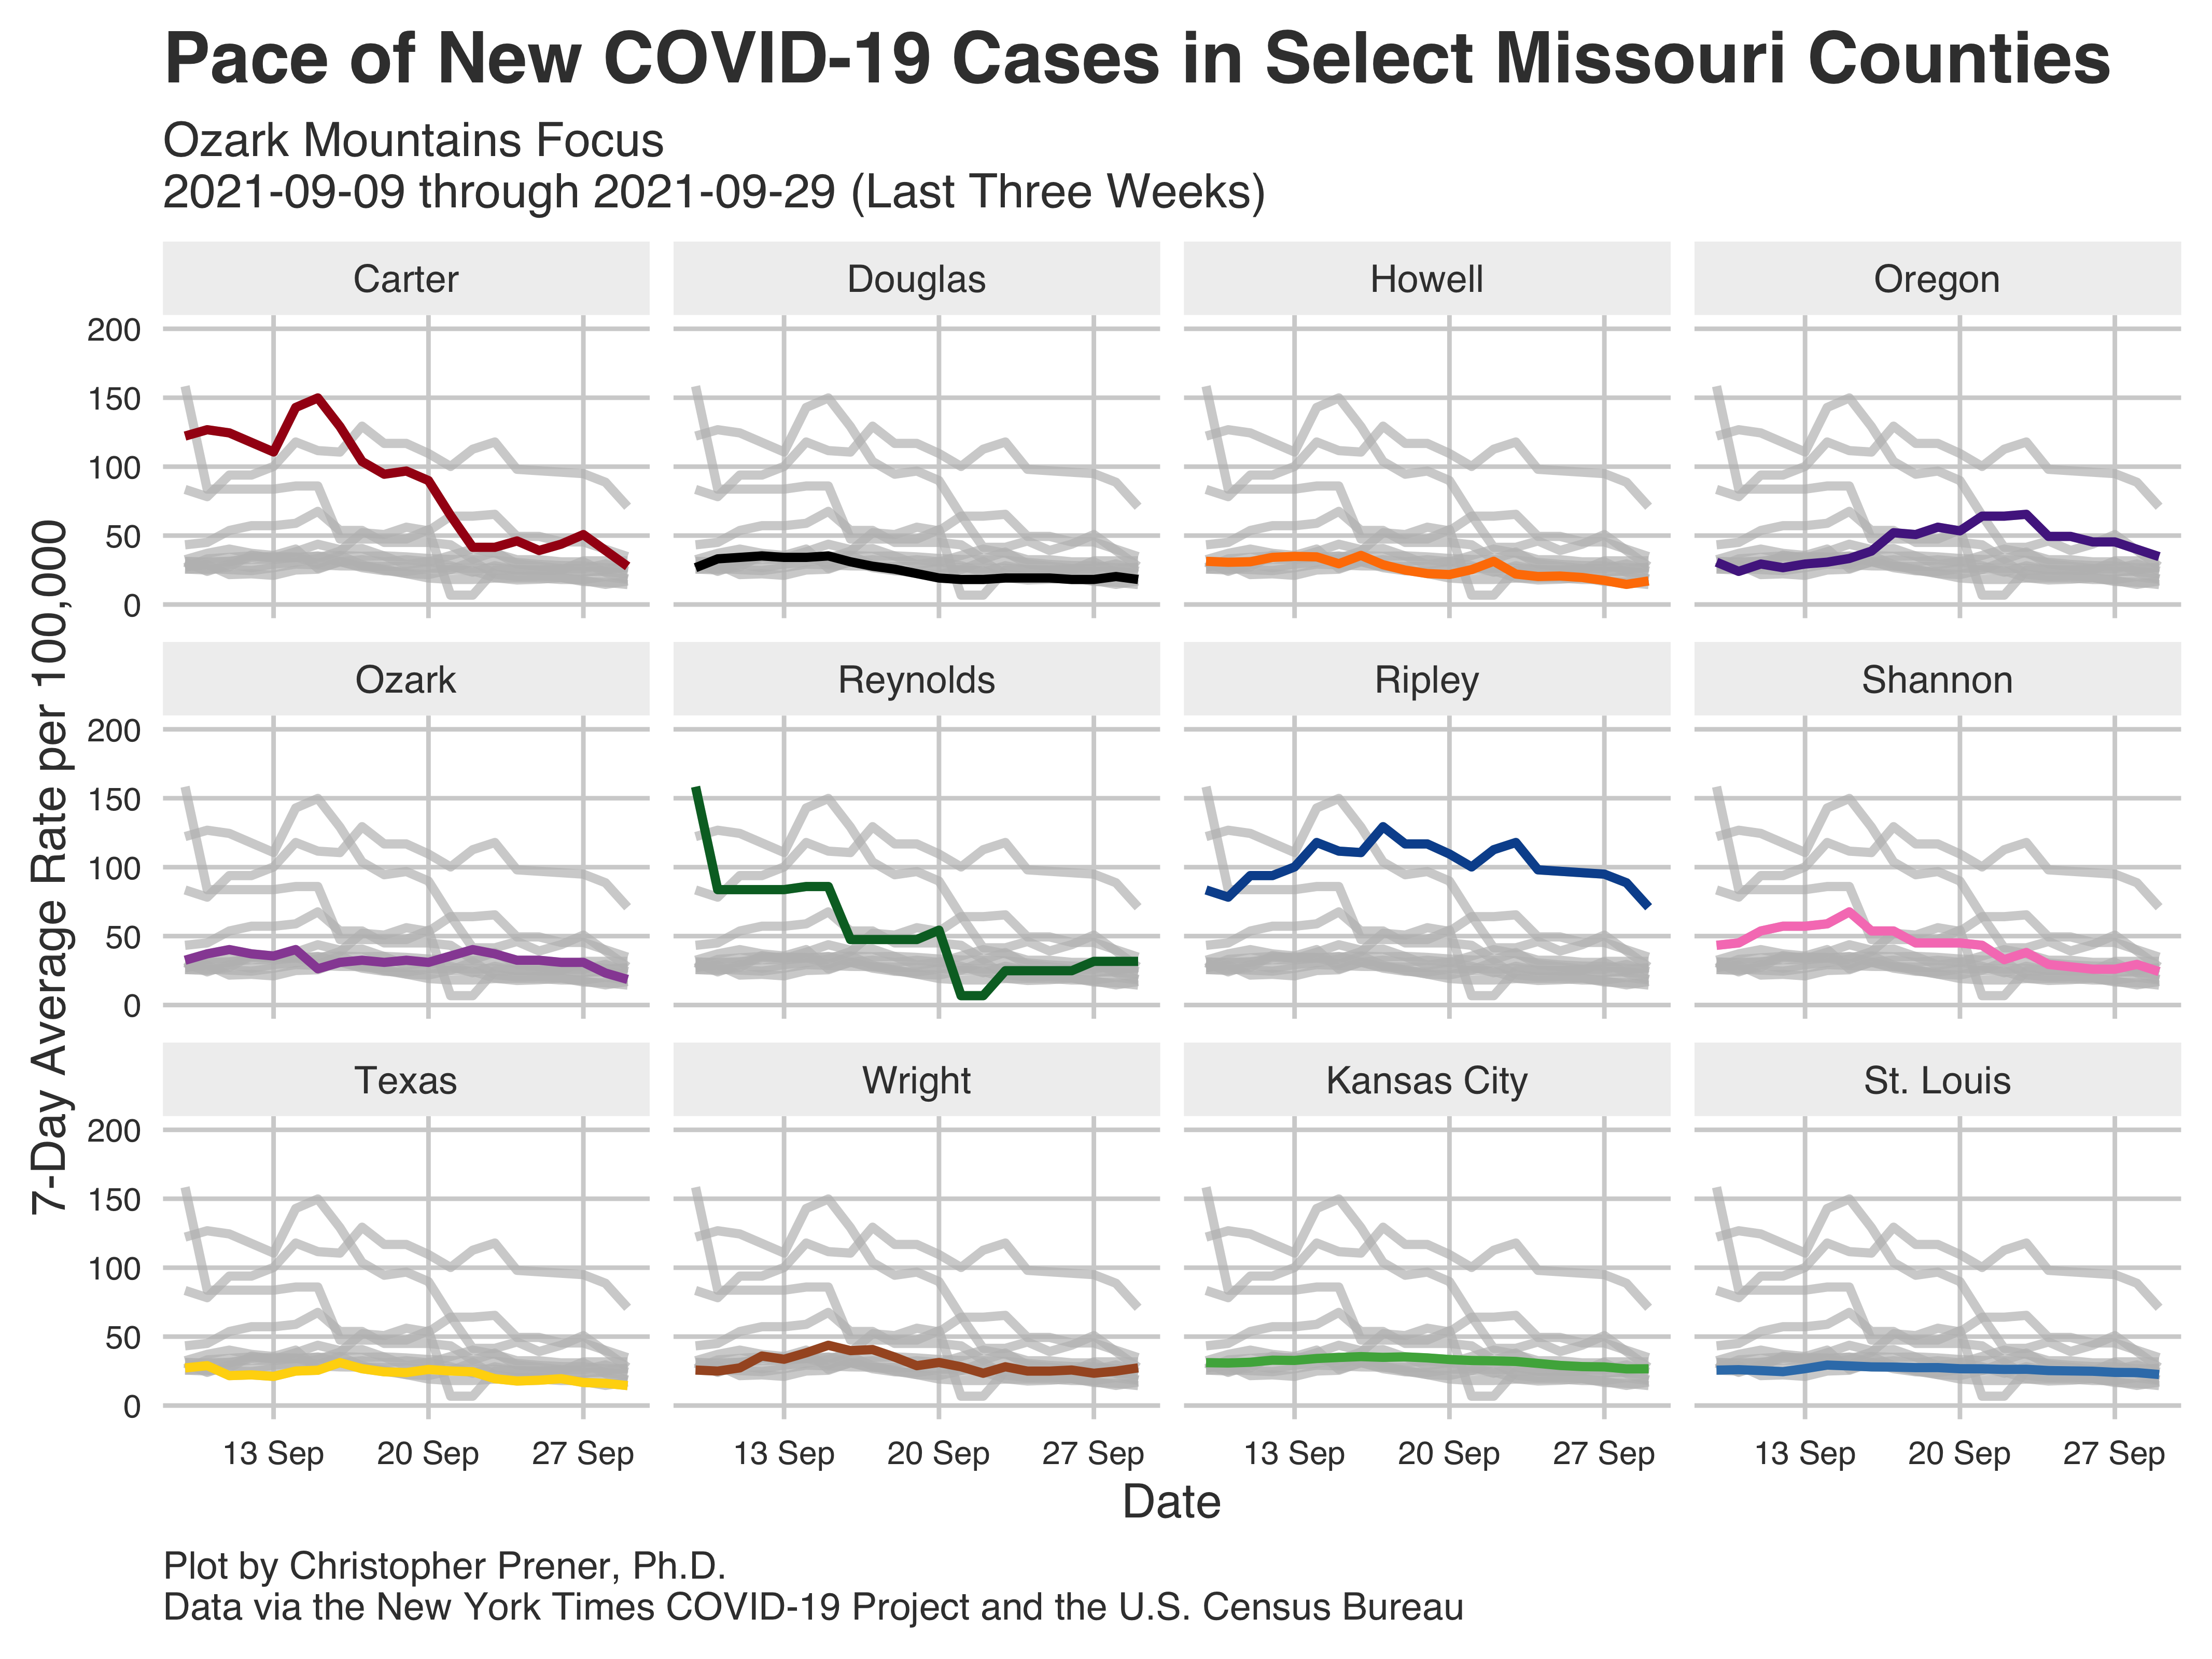 Pace of New COVID-19 Cases in Select Missouri Counties
Ozark Mountains Focus
2021-09-09 through 2021-09-29 (Last Three Weeks)
7-Day Average Rate per 100,000
Carter
Douglas
Howell
Oregon
200
150
100
50
0
Ozark
Reynolds
Ripley
Shannon
200
150
100
50
0
Texas
Wright
Kansas City
St. Louis
200
150
100
50
0
13 Sep 20 Sep 27 Sep
13 Sep 20 Sep 27 Sep
13 Sep 20 Sep 27 Sep
13 Sep 20 Sep 27 Sep
Date
Plot by Christopher Prener, Ph.D.
Data via the New York Times COVID-19 Project and the U.S. Census Bureau